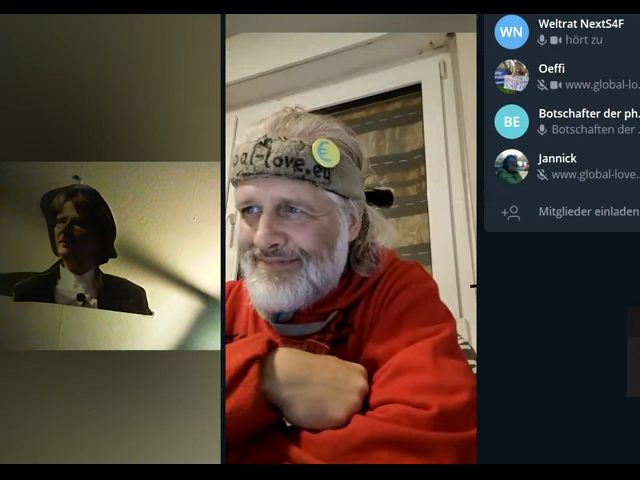 bal-love.eu
€
WN
Weltrat NextS4F
hört zu
Oeffi
www.global-lo...
BE
Botschafter der ph...
Botschaften der ...
Jannick
www.global-love...
Mitglieder einladen